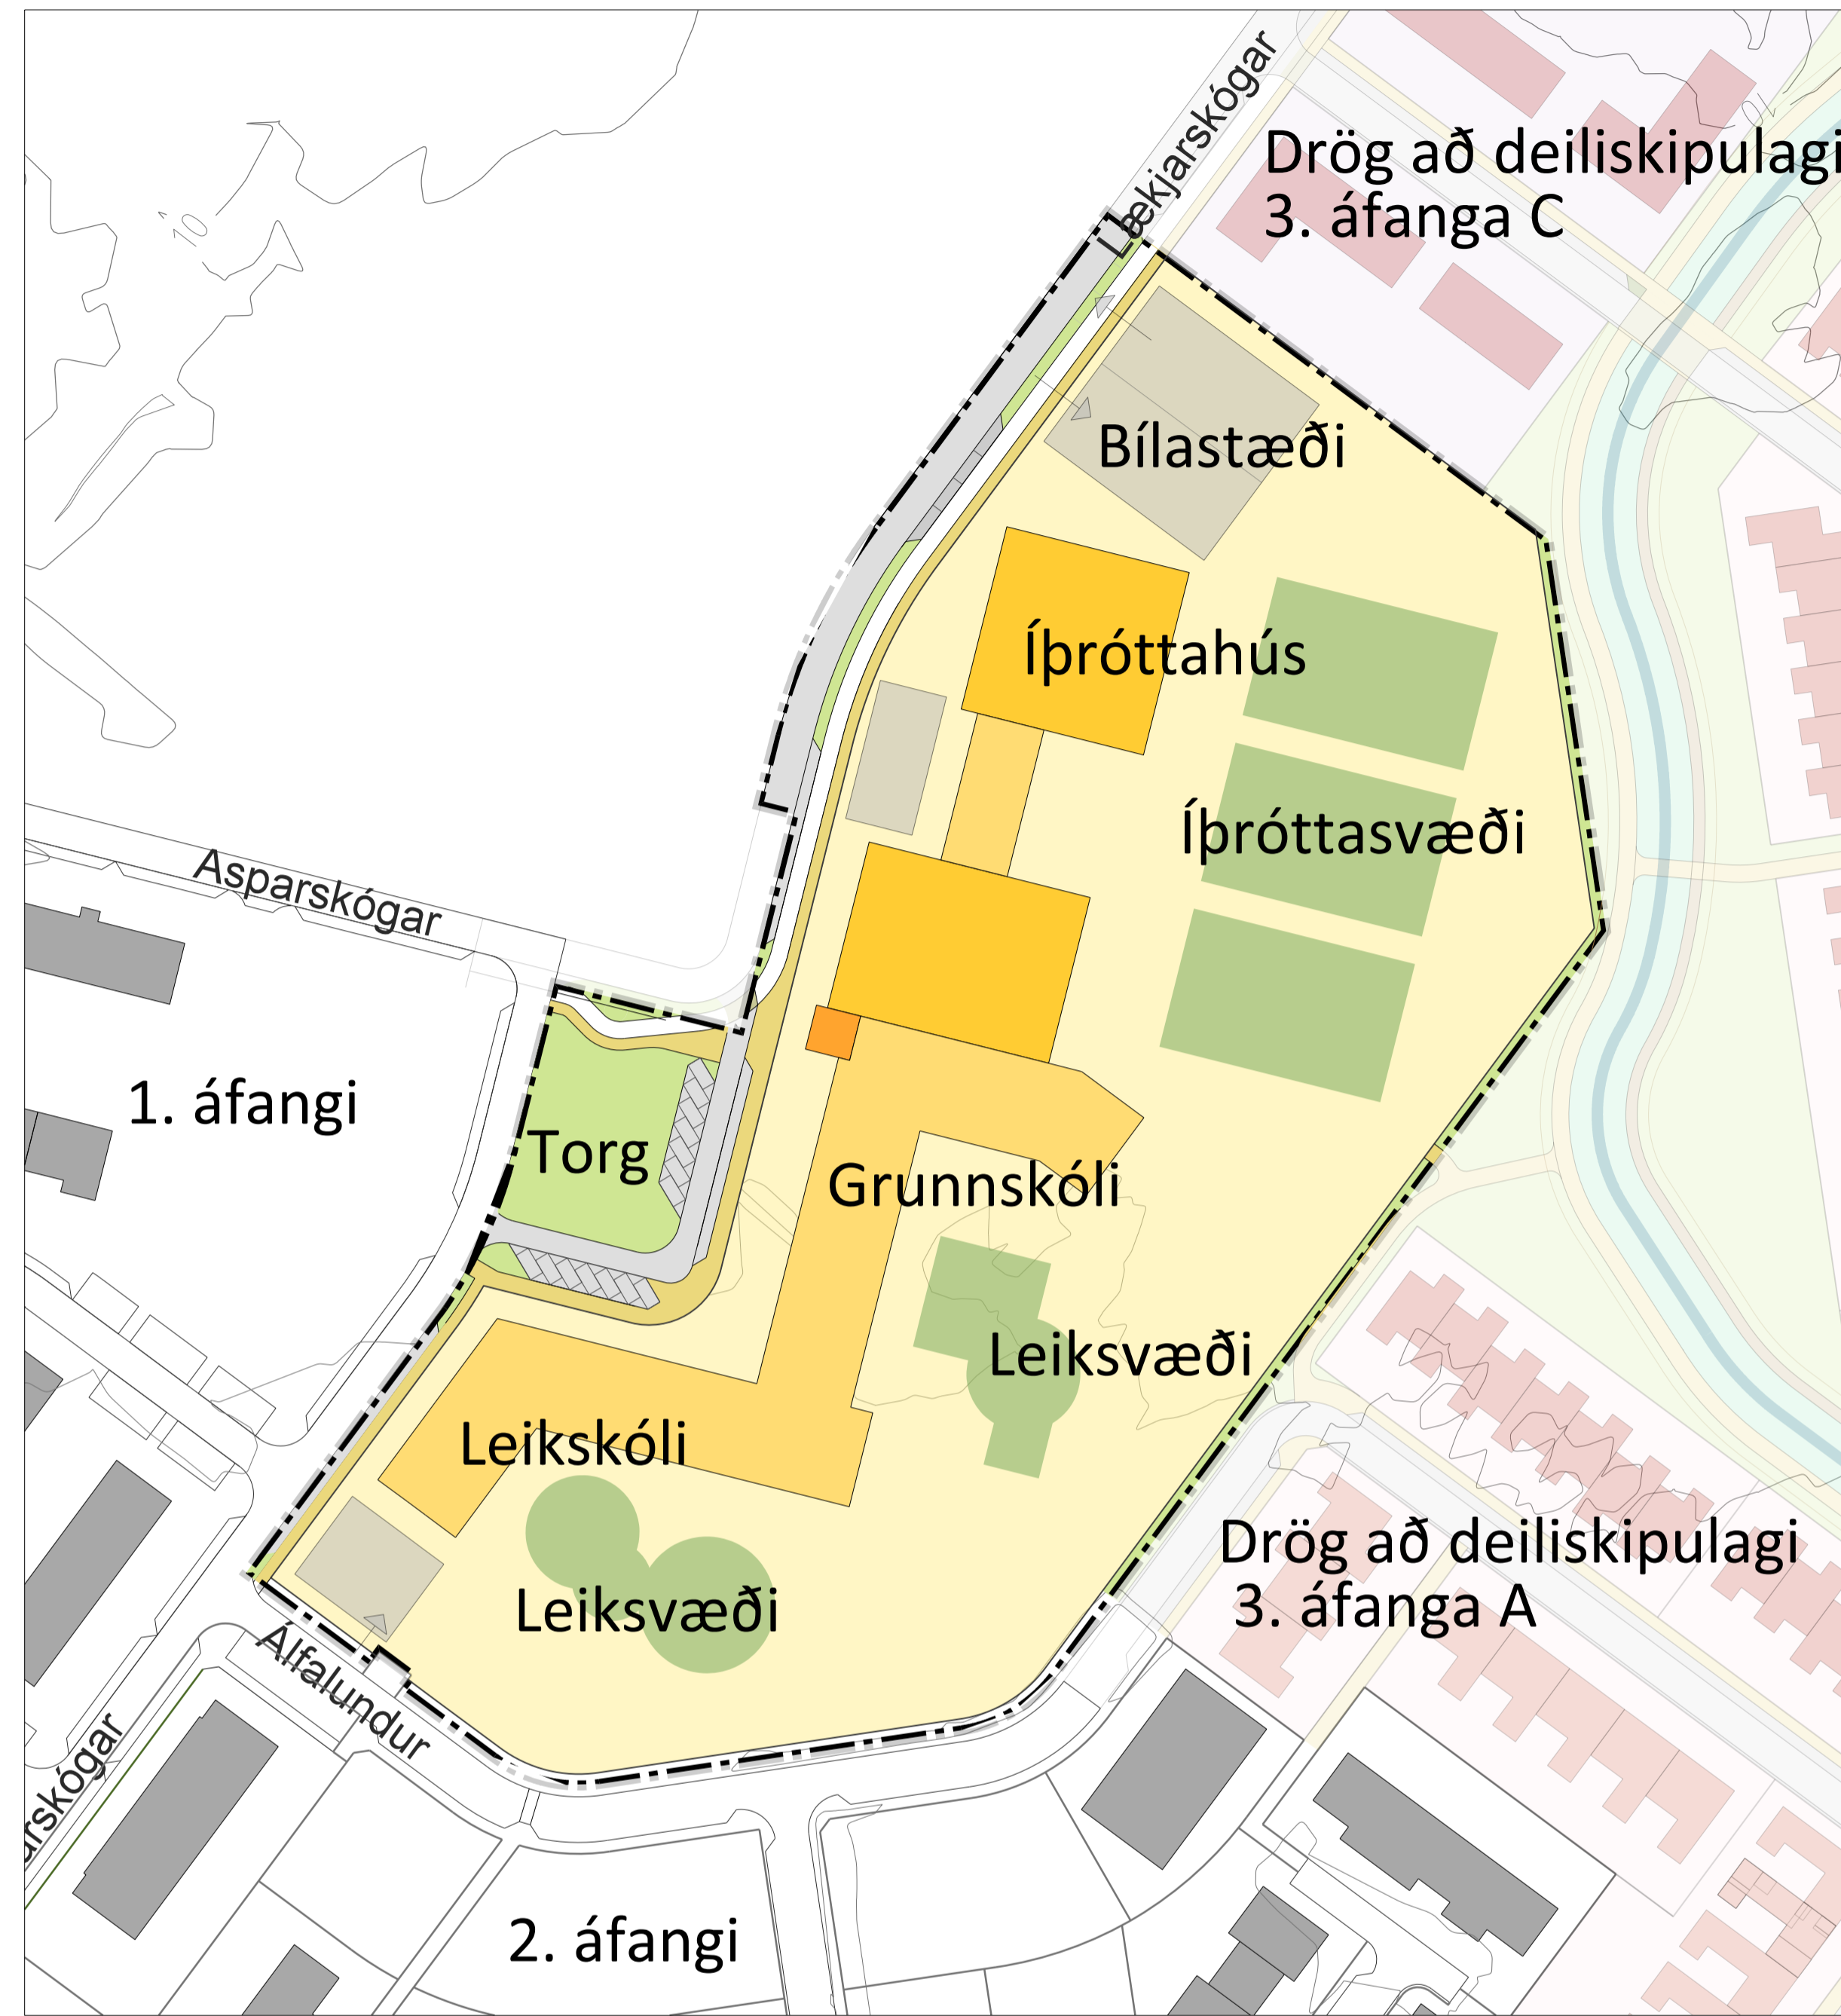 Lækjarskógar
Drög að deiliskipulagi
3. áfanga C
Bílastæði
Íþróttahús
Íþróttasvæði
Asparskógar
1. áfangi
Torg
Grunnskóli
Leiksvæði
Leikskóli
Leiksvæði
Drög að deiliskipulagi
3. áfanga A
Álfalundur
arskógar
2. áfangi